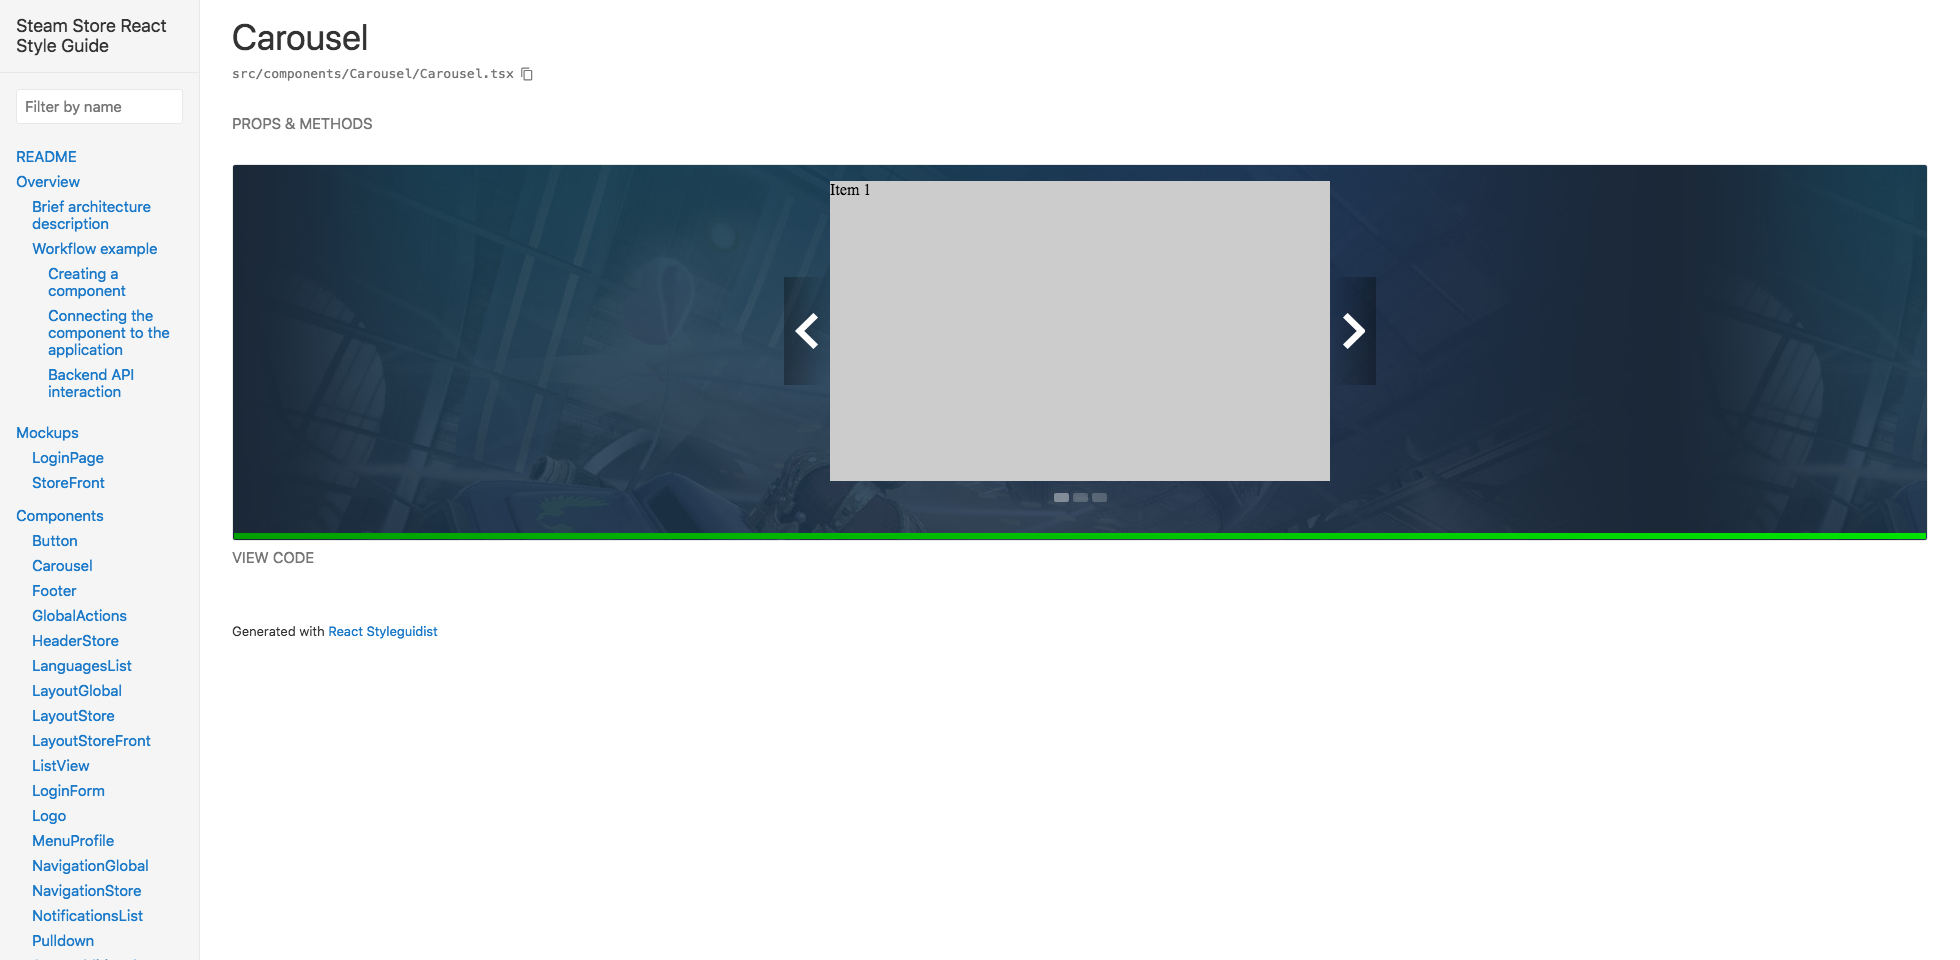 Steam Store React
Style Guide
Filter by name
README
Overview
Brief architecture
description
Workflow example
Creating a
component
Connecting the
component to the
application
Backend API
interaction
Mockups
LoginPage
StoreFront
Components
Button
Carousel
Footer
GlobalActions
HeaderStore
LanguagesList
LayoutGlobal
LayoutStore
LayoutStoreFront
ListView
LoginForm
Logo
MenuProfile
NavigationGlobal
NavigationStore
NotificationsList
Pulldown
Carousel
src/components/Carousel/Carousel.tsx
PROPS & METHODS
Item 1
VIEW CODE
Generated with React Styleguidist